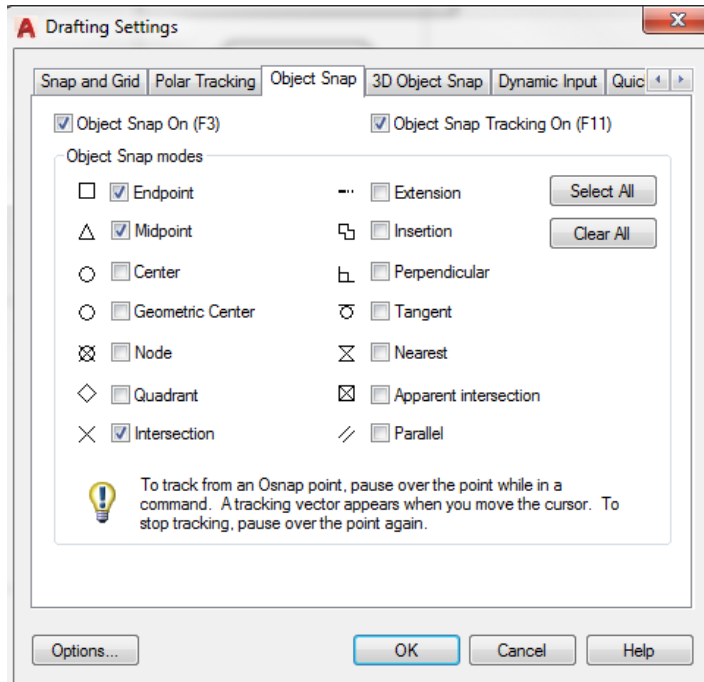 Drafting Settings
Snap and Grid Polar Tracking Object Snap 3D Object Snap Dynamic Input Quic
Object Snap On (F3) Object Snap Tracking On (F11)
Object Snap modes
Endpoint Extension Select All
Midpoint Insertion Clear All
Center Perpendicular
Geometric Center Tangent
Node Nearest
Quadrant Apparent intersection
Intersection Parallel
To track from an Osnap point, pause over the point while in a
command. A tracking vector appears when you move the cursor. To
stop tracking, pause over the point again.
Options... OK Cancel Help